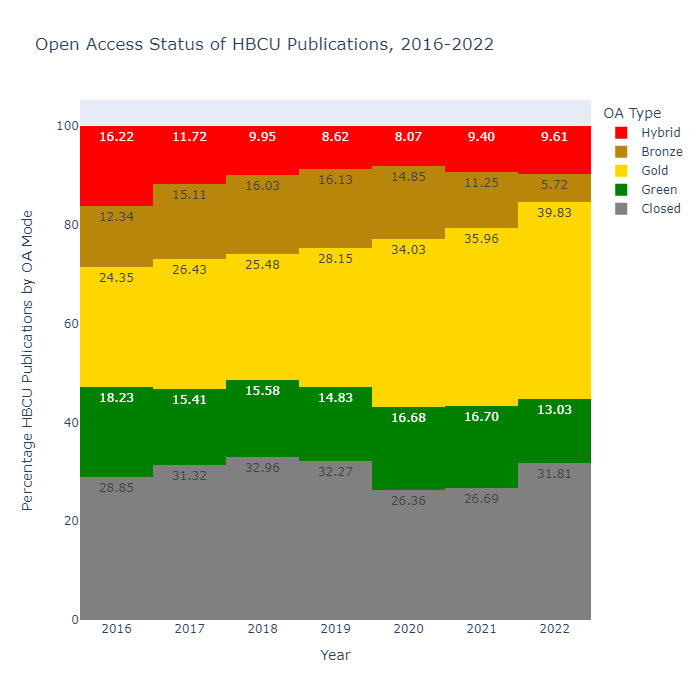 Open Access Status of HBCU Publications, 2016-2022
OA Type
Hybrid
Bronze
Gold
Green
Closed
Percentage HBCU Publications by OA Mode
100
80
60
40
20
0
16.22 11.72 9.95 8.62 8.07 9.40 9.61
12.34 15.11 16.03 16.13 14.85 11.25 5.72
24.35 26.43 25.48 28.15 34.03 35.96 39.83
18.23 15.41 15.58 14.83 16.68 16.70 13.03
28.85 31.32 32.96 32.27 26.36 26.69 31.81
2016 2017 2018 2019 2020 2021 2022
Year